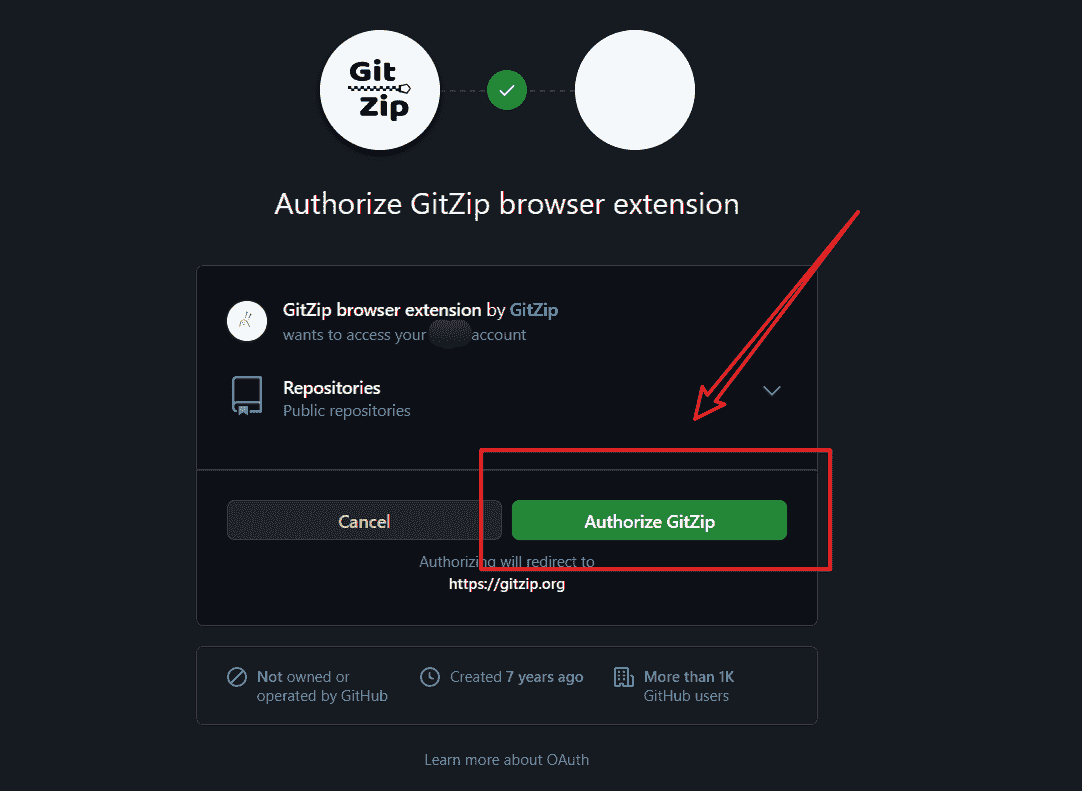 Git
Zip
Authorize GitZip browser extension
GitZip browser extension by GitZip
wants to access your account
Repositories
Public repositories
Cancel
Authorize GitZip
Authorizing will redirect to
https://gitzip.org
Not owned or
operated by GitHub
Created 7 years ago
More than 1K
GitHub users
Learn more about OAuth